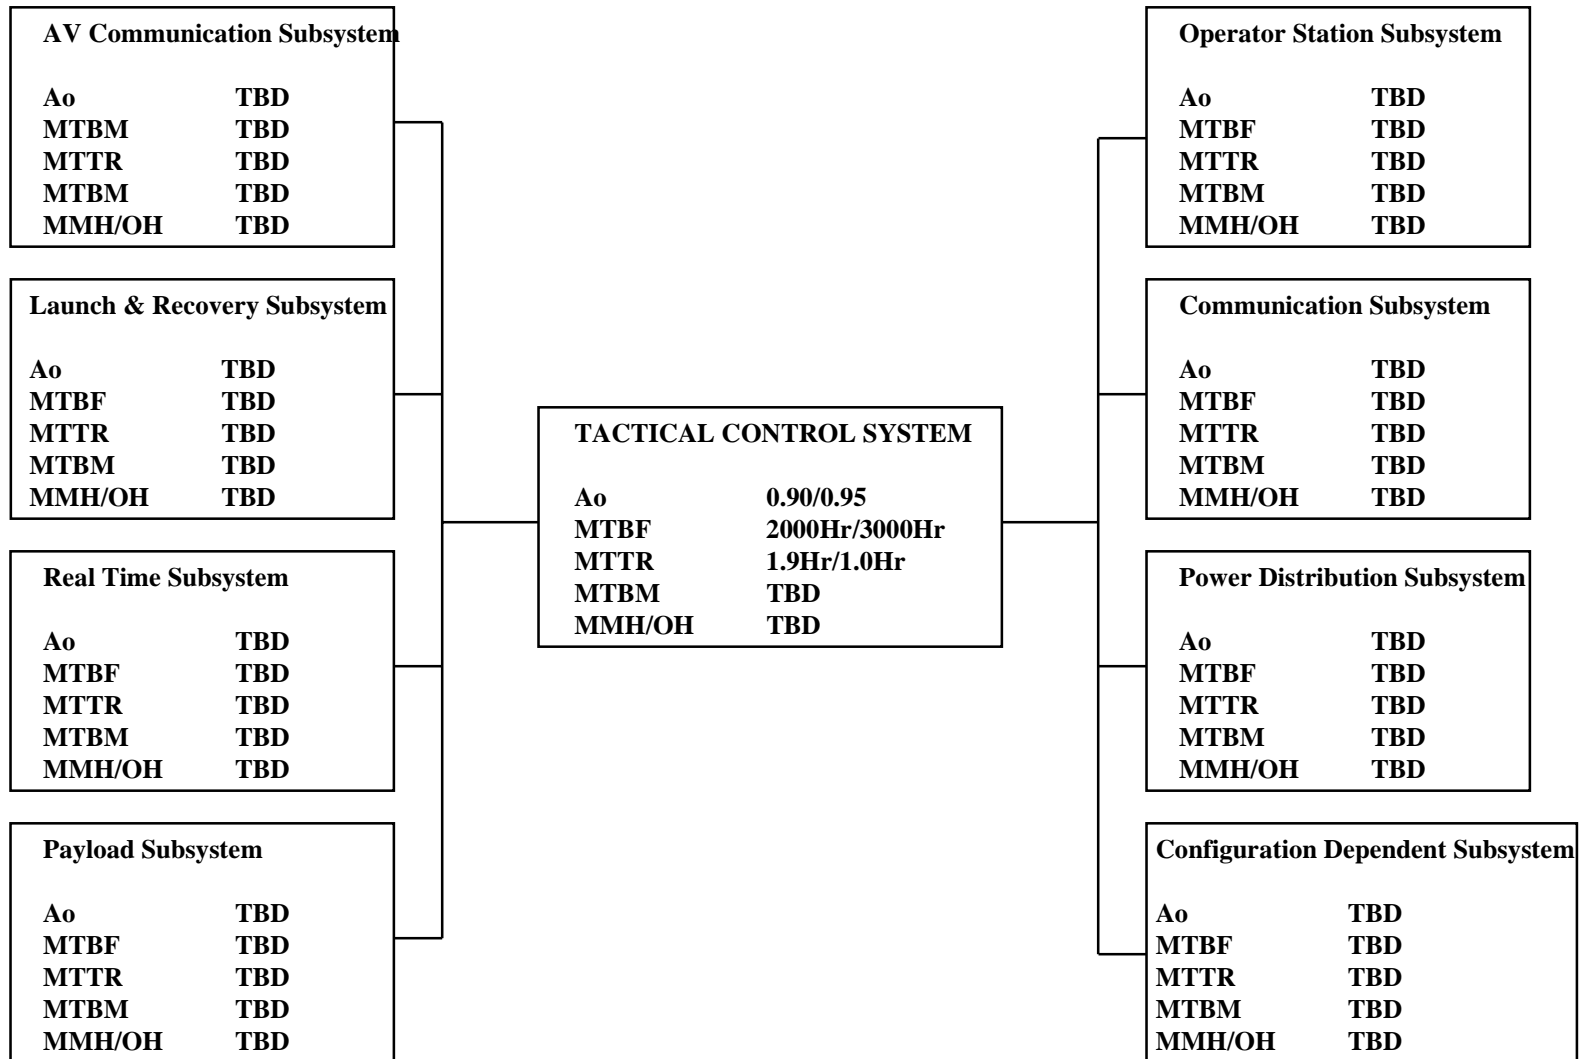 AV Communication Subsystem
Ao TBD
MTBM TBD
MTTR TBD
MTBM TBD
MMH/OH TBD
Launch & Recovery Subsystem
Ao TBD
MTBF TBD
MTTR TBD
MTBM TBD
MMH/OH TBD
Real Time Subsystem
Ao TBD
MTBF TBD
MTTR TBD
MTBM TBD
MMH/OH TBD
Payload Subsystem
Ao TBD
MTBF TBD
MTTR TBD
MTBM TBD
MMH/OH TBD
TACTICAL CONTROL SYSTEM
Ao 0.90/0.95
MTBF 2000Hr/3000Hr
MTTR 1.9Hr/1.0Hr
MTBM TBD
MMH/OH TBD
Operator Station Subsystem
Ao TBD
MTBF TBD
MTTR TBD
MTBM TBD
MMH/OH TBD
Communication Subsystem
Ao TBD
MTBF TBD
MTTR TBD
MTBM TBD
MMH/OH TBD
Power Distribution Subsystem
Ao TBD
MTBF TBD
MTTR TBD
MTBM TBD
MMH/OH TBD
Configuration Dependent Subsystem
Ao TBD
MTBF TBD
MTTR TBD
MTBM TBD
MMH/OH TBD